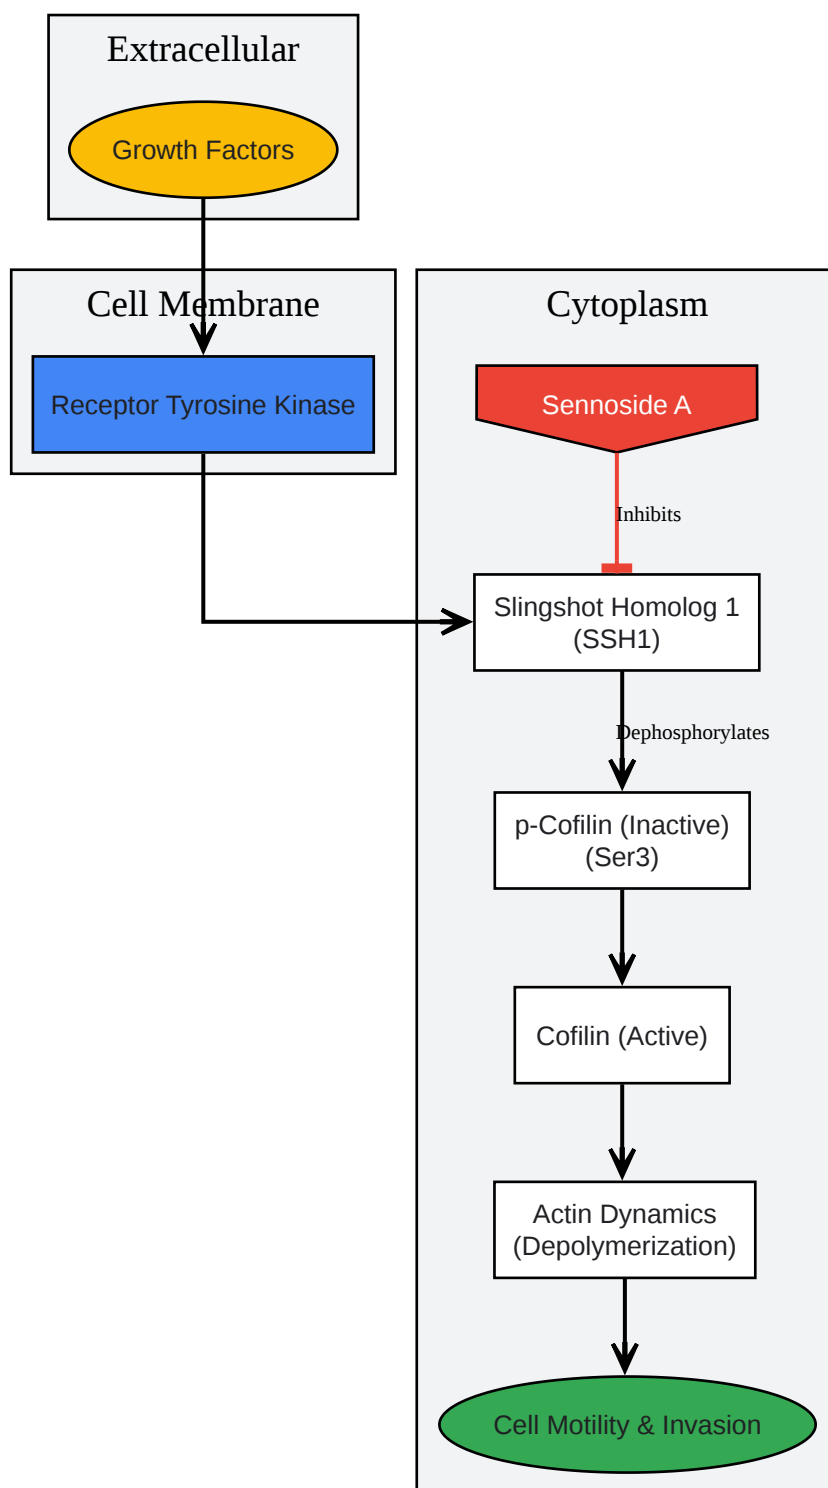 Extracellular
Growth Factors
Cell Membrane
Receptor Tyrosine Kinase
Cytoplasm
Sennoside A
Inhibits
Slingshot Homolog 1
(SSH1)
Dephosphorylates
p-Cofilin (Inactive)
(Ser3)
Cofilin (Active)
Actin Dynamics
(Depolymerization)
Cell Motility & Invasion